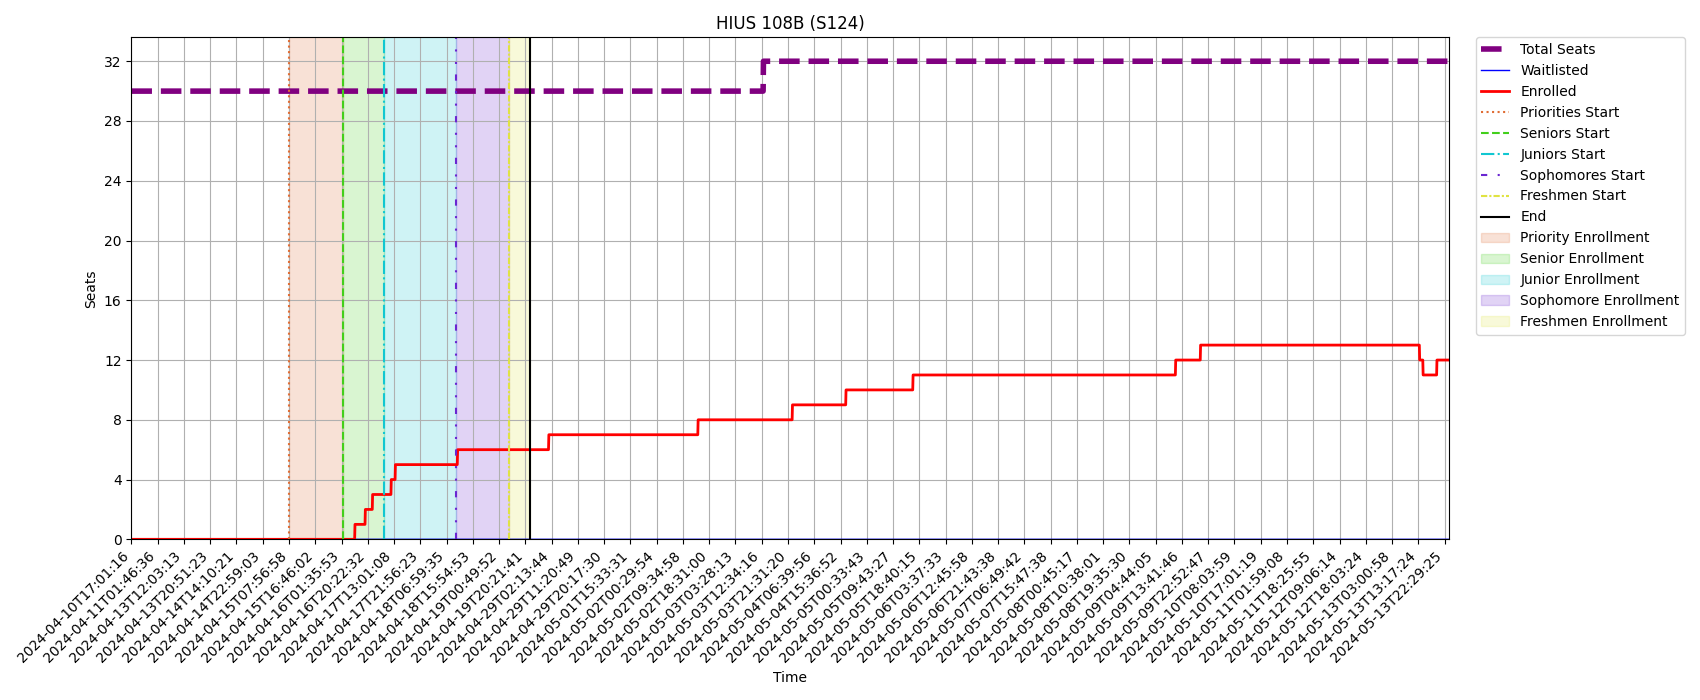 HIUS 108B (S124)
Seats
32
28
24
20
16
12
8
4
0
2024-04-10T17:01:16
2024-04-11T01:46:36
2024-04-13T12:03:13
2024-04-13T20:51:23
2024-04-14T14:10:21
2024-04-14T22:59:03
2024-04-15T07:56:58
2024-04-15T16:46:02
2024-04-16T01:35:53
2024-04-16T20:22:32
2024-04-17T13:01:08
2024-04-17T21:56:23
2024-04-18T06:59:35
2024-04-18T15:54:53
2024-04-19T00:49:52
2024-04-19T20:21:41
2024-04-29T02:13:44
2024-04-29T11:20:49
2024-04-29T20:17:30
2024-05-01T15:33:31
2024-05-02T00:29:54
2024-05-02T09:34:58
2024-05-02T18:31:00
2024-05-03T03:28:13
2024-05-03T12:34:16
2024-05-03T21:31:20
2024-05-04T06:39:56
2024-05-04T15:36:52
2024-05-05T00:33:43
2024-05-05T09:43:27
2024-05-05T18:40:15
2024-05-06T03:37:33
2024-05-06T12:45:58
2024-05-06T21:43:38
2024-05-07T06:49:42
2024-05-07T15:47:38
2024-05-08T00:45:17
2024-05-08T10:38:01
2024-05-08T19:35:30
2024-05-09T04:44:05
2024-05-09T13:41:46
2024-05-09T22:52:47
2024-05-10T08:03:59
2024-05-10T17:01:19
2024-05-11T01:59:08
2024-05-11T18:25:55
2024-05-12T09:06:14
2024-05-12T18:03:24
2024-05-13T03:00:58
2024-05-13T13:17:24
2024-05-13T22:29:25
Time
Total Seats
Waitlisted
Enrolled
Priorities Start
Seniors Start
Juniors Start
Sophomores Start
Freshmen Start
End
Priority Enrollment
Senior Enrollment
Junior Enrollment
Sophomore Enrollment
Freshmen Enrollment